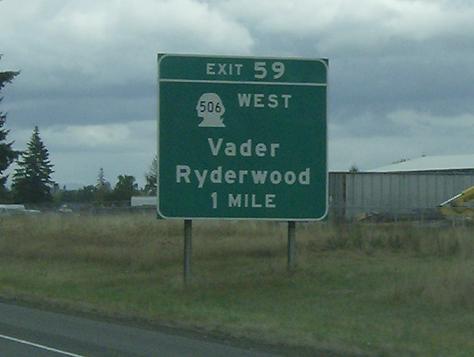 EXIT 59
506 WEST
Vader
Ryderwood
1 MILE